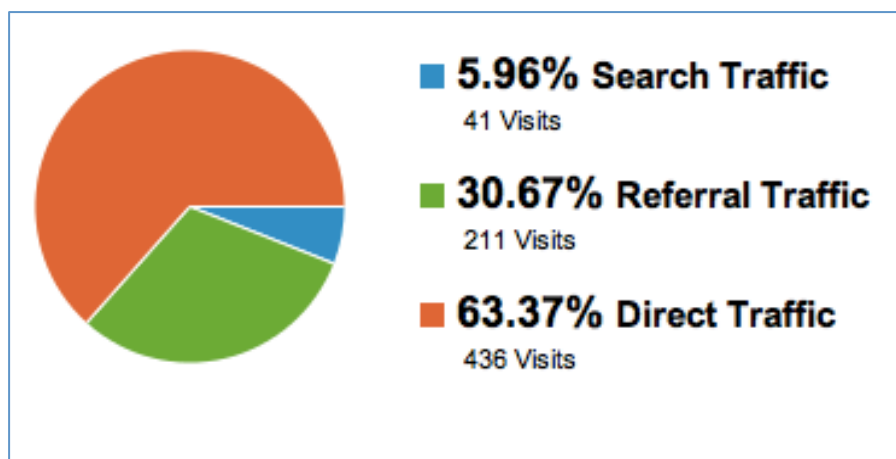 5.96% Search Traffic
41 Visits
30.67% Referral Traffic
211 Visits
63.37% Direct Traffic
436 Visits